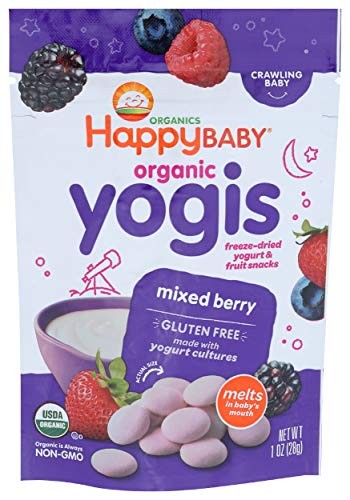 CRAWLING
BABY
ORGANICS
HappyBABY®
organic
yogis
freeze-dried
yogurt &
fruit snacks
mixed berry
GLUTEN FREE
made with
yogurt cultures
ACTUAL SIZE
melts
in baby's
mouth
USDA
ORGANIC
Organic is Always
NON-GMO
NET WT
1 OZ (28g)